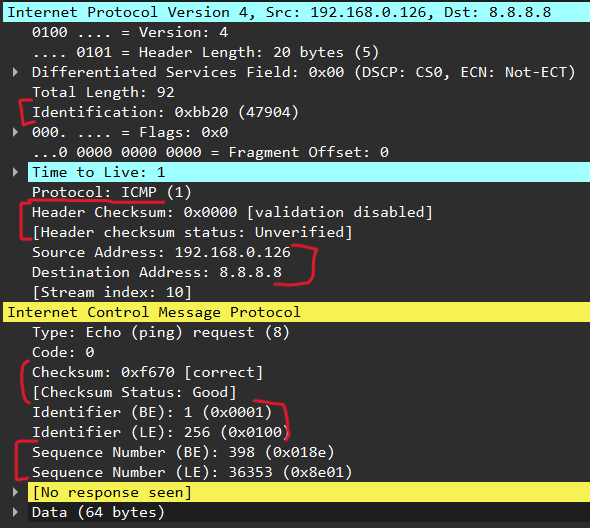 Internet Protocol Version 4, Src: 192.168.0.126, Dst: 8.8.8.8
0100 .... = Version: 4
.... 0101 = Header Length: 20 bytes (5)
Differentiated Services Field: 0x00 (DSCP: CS0, ECN: Not-ECT)
Total Length: 92
Identification: 0xbb20 (47904)
000. .... = Flags: 0x0
...0 0000 0000 0000 = Fragment Offset: 0
Time to Live: 1
Protocol: ICMP (1)
Header Checksum: 0x0000 [validation disabled]
[Header checksum status: Unverified]
Source Address: 192.168.0.126
Destination Address: 8.8.8.8
[Stream index: 10]
Internet Control Message Protocol
Type: Echo (ping) request (8)
Code: 0
Checksum: 0xf670 [correct]
[Checksum Status: Good]
Identifier (BE): 1 (0x0001)
Identifier (LE): 256 (0x0100)
Sequence Number (BE): 398 (0x018e)
Sequence Number (LE): 36353 (0x8e01)
[No response seen]
Data (64 bytes)